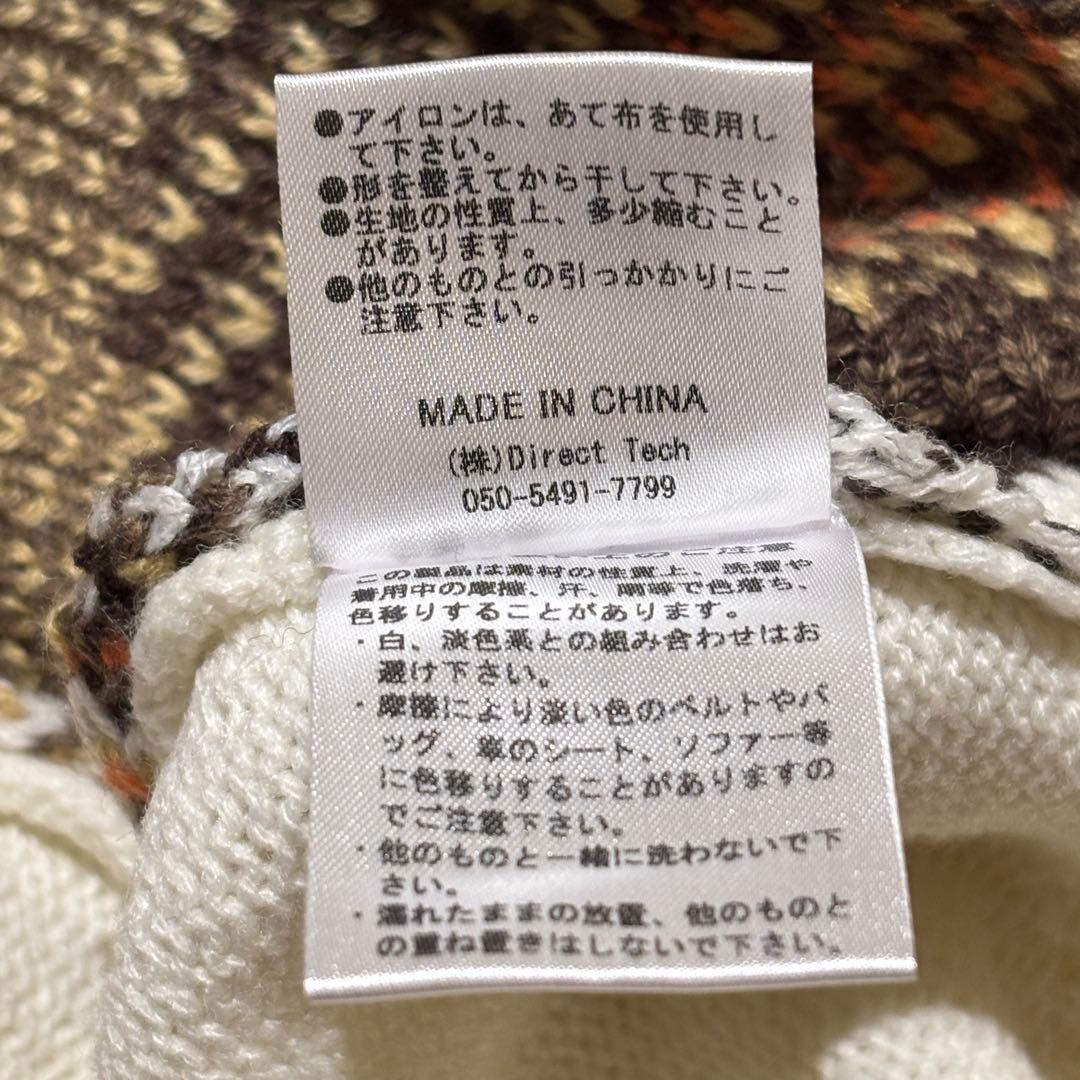 ●アイロンは、あて布を使用し
て下さい。
●形を整えてから干して下さい。
●生地の性質上、多少縮むこと
があります。
●他のものとの引っかかりにご
注意下さい。
MADE IN CHINA
(株)Direct Tech
050-5491-7799
のご注意
この製品は素材の性質上、洗濯や
着用中の摩擦、汗、雨等で色落ち、
色移りすることがあります。
・白、淡色系との組み合わせはお
避け下さい。
・摩擦により淡い色のベルトやバ
ッグ、車のシート、ソファー等
に色移りすることがありますの
でご注意下さい。
・他のものと一緒に洗わないで下
さい。
・濡れたままの放置、他のものと
の重ね置きはしないで下さい。